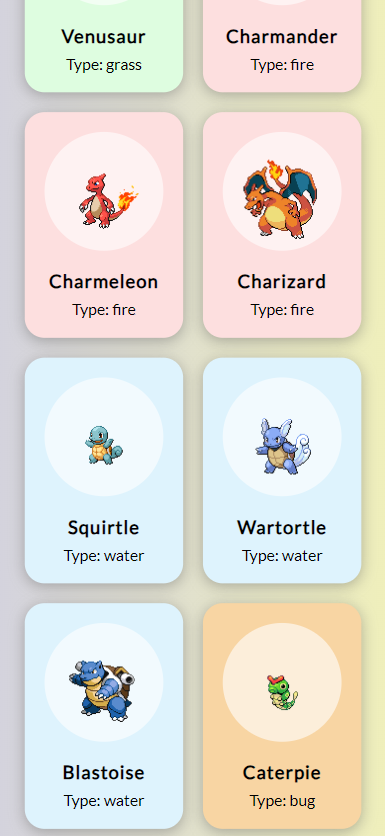 Venusaur
Type: grass
Charmander
Type: fire
Charmeleon
Type: fire
Charizard
Type: fire
Squirtle
Type: water
Wartortle
Type: water
Blastoise
Type: water
Caterpie
Type: bug